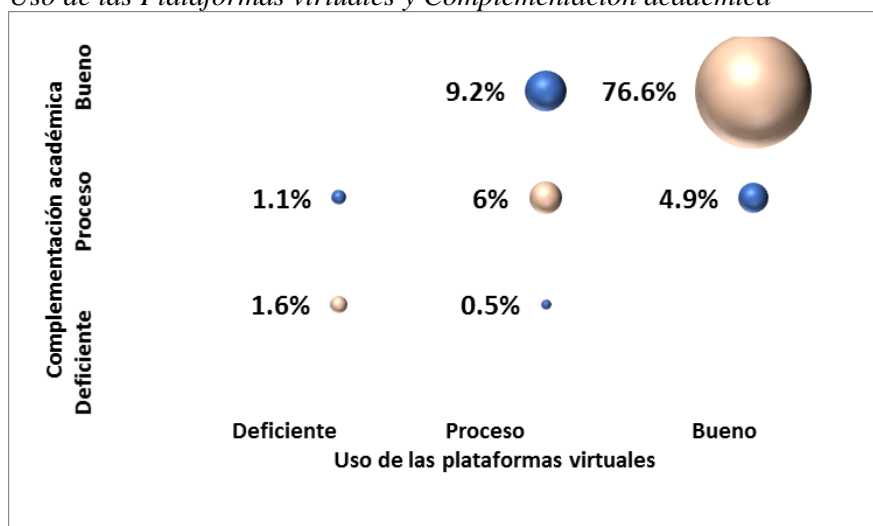 Uso de las Plataformas virtuales y Complementación académica
Complementación académica
Bueno
Proceso
Deficiente
9.2%
76.6%
1.1%
6%
4.9%
1.6%
0.5%
Deficiente
Proceso
Bueno
Uso de las plataformas virtuales